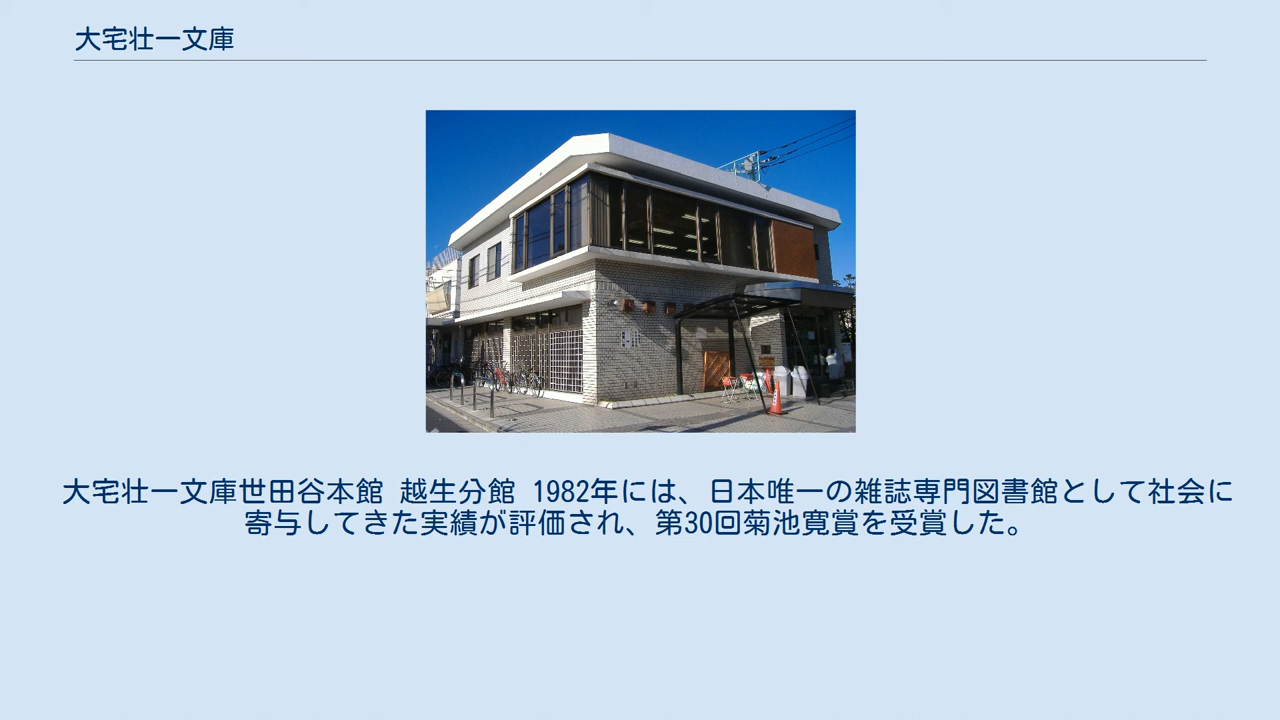 大宅壮一文庫
大宅壮一文庫世田谷本館 越生分館 1982年には、日本唯一の雑誌専門図書館として社会に
寄与してきた実績が評価され、第30回菊池寛賞を受賞した。